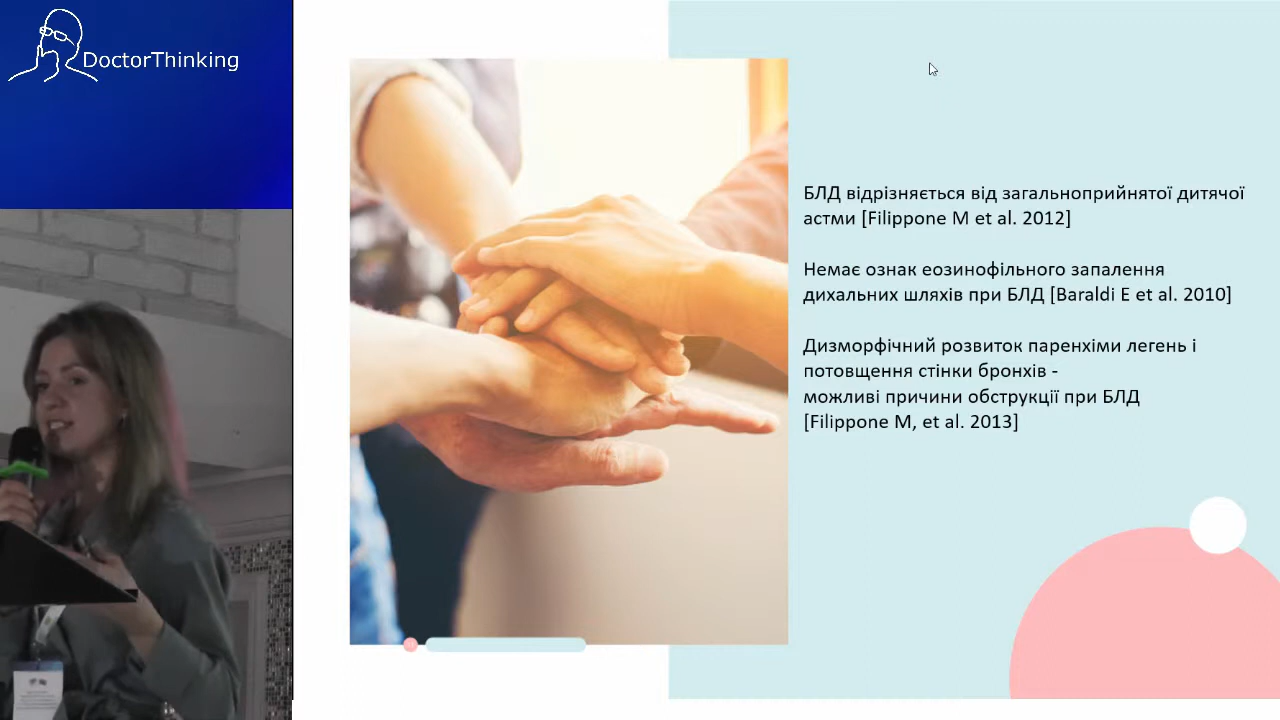 DoctorThinking
БЛД відрізняється від загальноприйнятої дитячої
астми [Filippone M et al. 2012]
Немає ознак еозинофільного запалення
дихальних шляхів при БЛД [Baraldi E et al. 2010]
Дизморфічний розвиток паренхіми легень і
потовщення стінки бронхів -
можливі причини обструкції при БЛД
[Filippone M, et al. 2013]